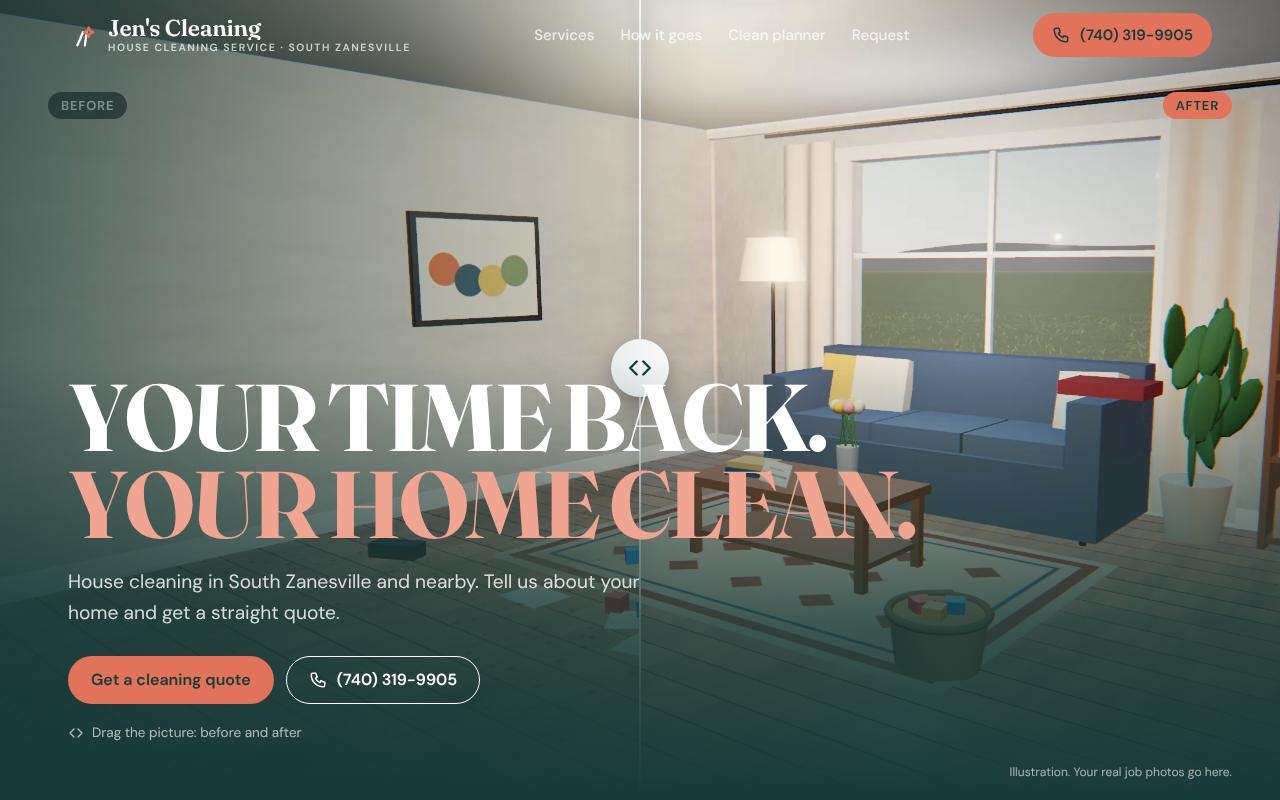 Jen's Cleaning
HOUSE CLEANING SERVICE · SOUTH ZANESVILLE
Services
How it goes
Clean planner
Request
(740) 319-9905
BEFORE
AFTER
YOUR TIME BACK.
YOUR HOME CLEAN.
House cleaning in South Zanesville and nearby. Tell us about your
home and get a straight quote.
Get a cleaning quote
(740) 319-9905
Drag the picture: before and after
Illustration. Your real job photos go here.